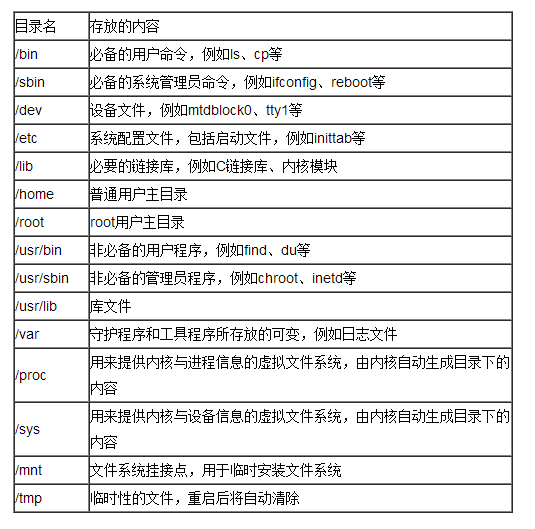 目录名 存放的内容
/bin 必备的用户命令，例如ls、cp等
/sbin 必备的系统管理员命令，例如ifconfig、reboot等
/dev 设备文件，例如mtdblock0、tty1等
/etc 系统配置文件，包括启动文件，例如inittab等
/lib 必要的链接库，例如C链接库、内核模块
/home 普通用户主目录
/root root用户主目录
/usr/bin 非必备的用户程序，例如find、du等
/usr/sbin 非必备的管理员程序，例如chroot、inetd等
/usr/lib 库文件
/var 守护程序和工具程序所存放的可变，例如日志文件
/proc 用来提供内核与进程信息的虚拟文件系统，由内核自动生成目录下的
内容
/sys 用来提供内核与设备信息的虚拟文件系统，由内核自动生成目录下的
内容
/mnt 文件系统挂接点，用于临时安装文件系统
/tmp 临时性的文件，重启后将自动清除